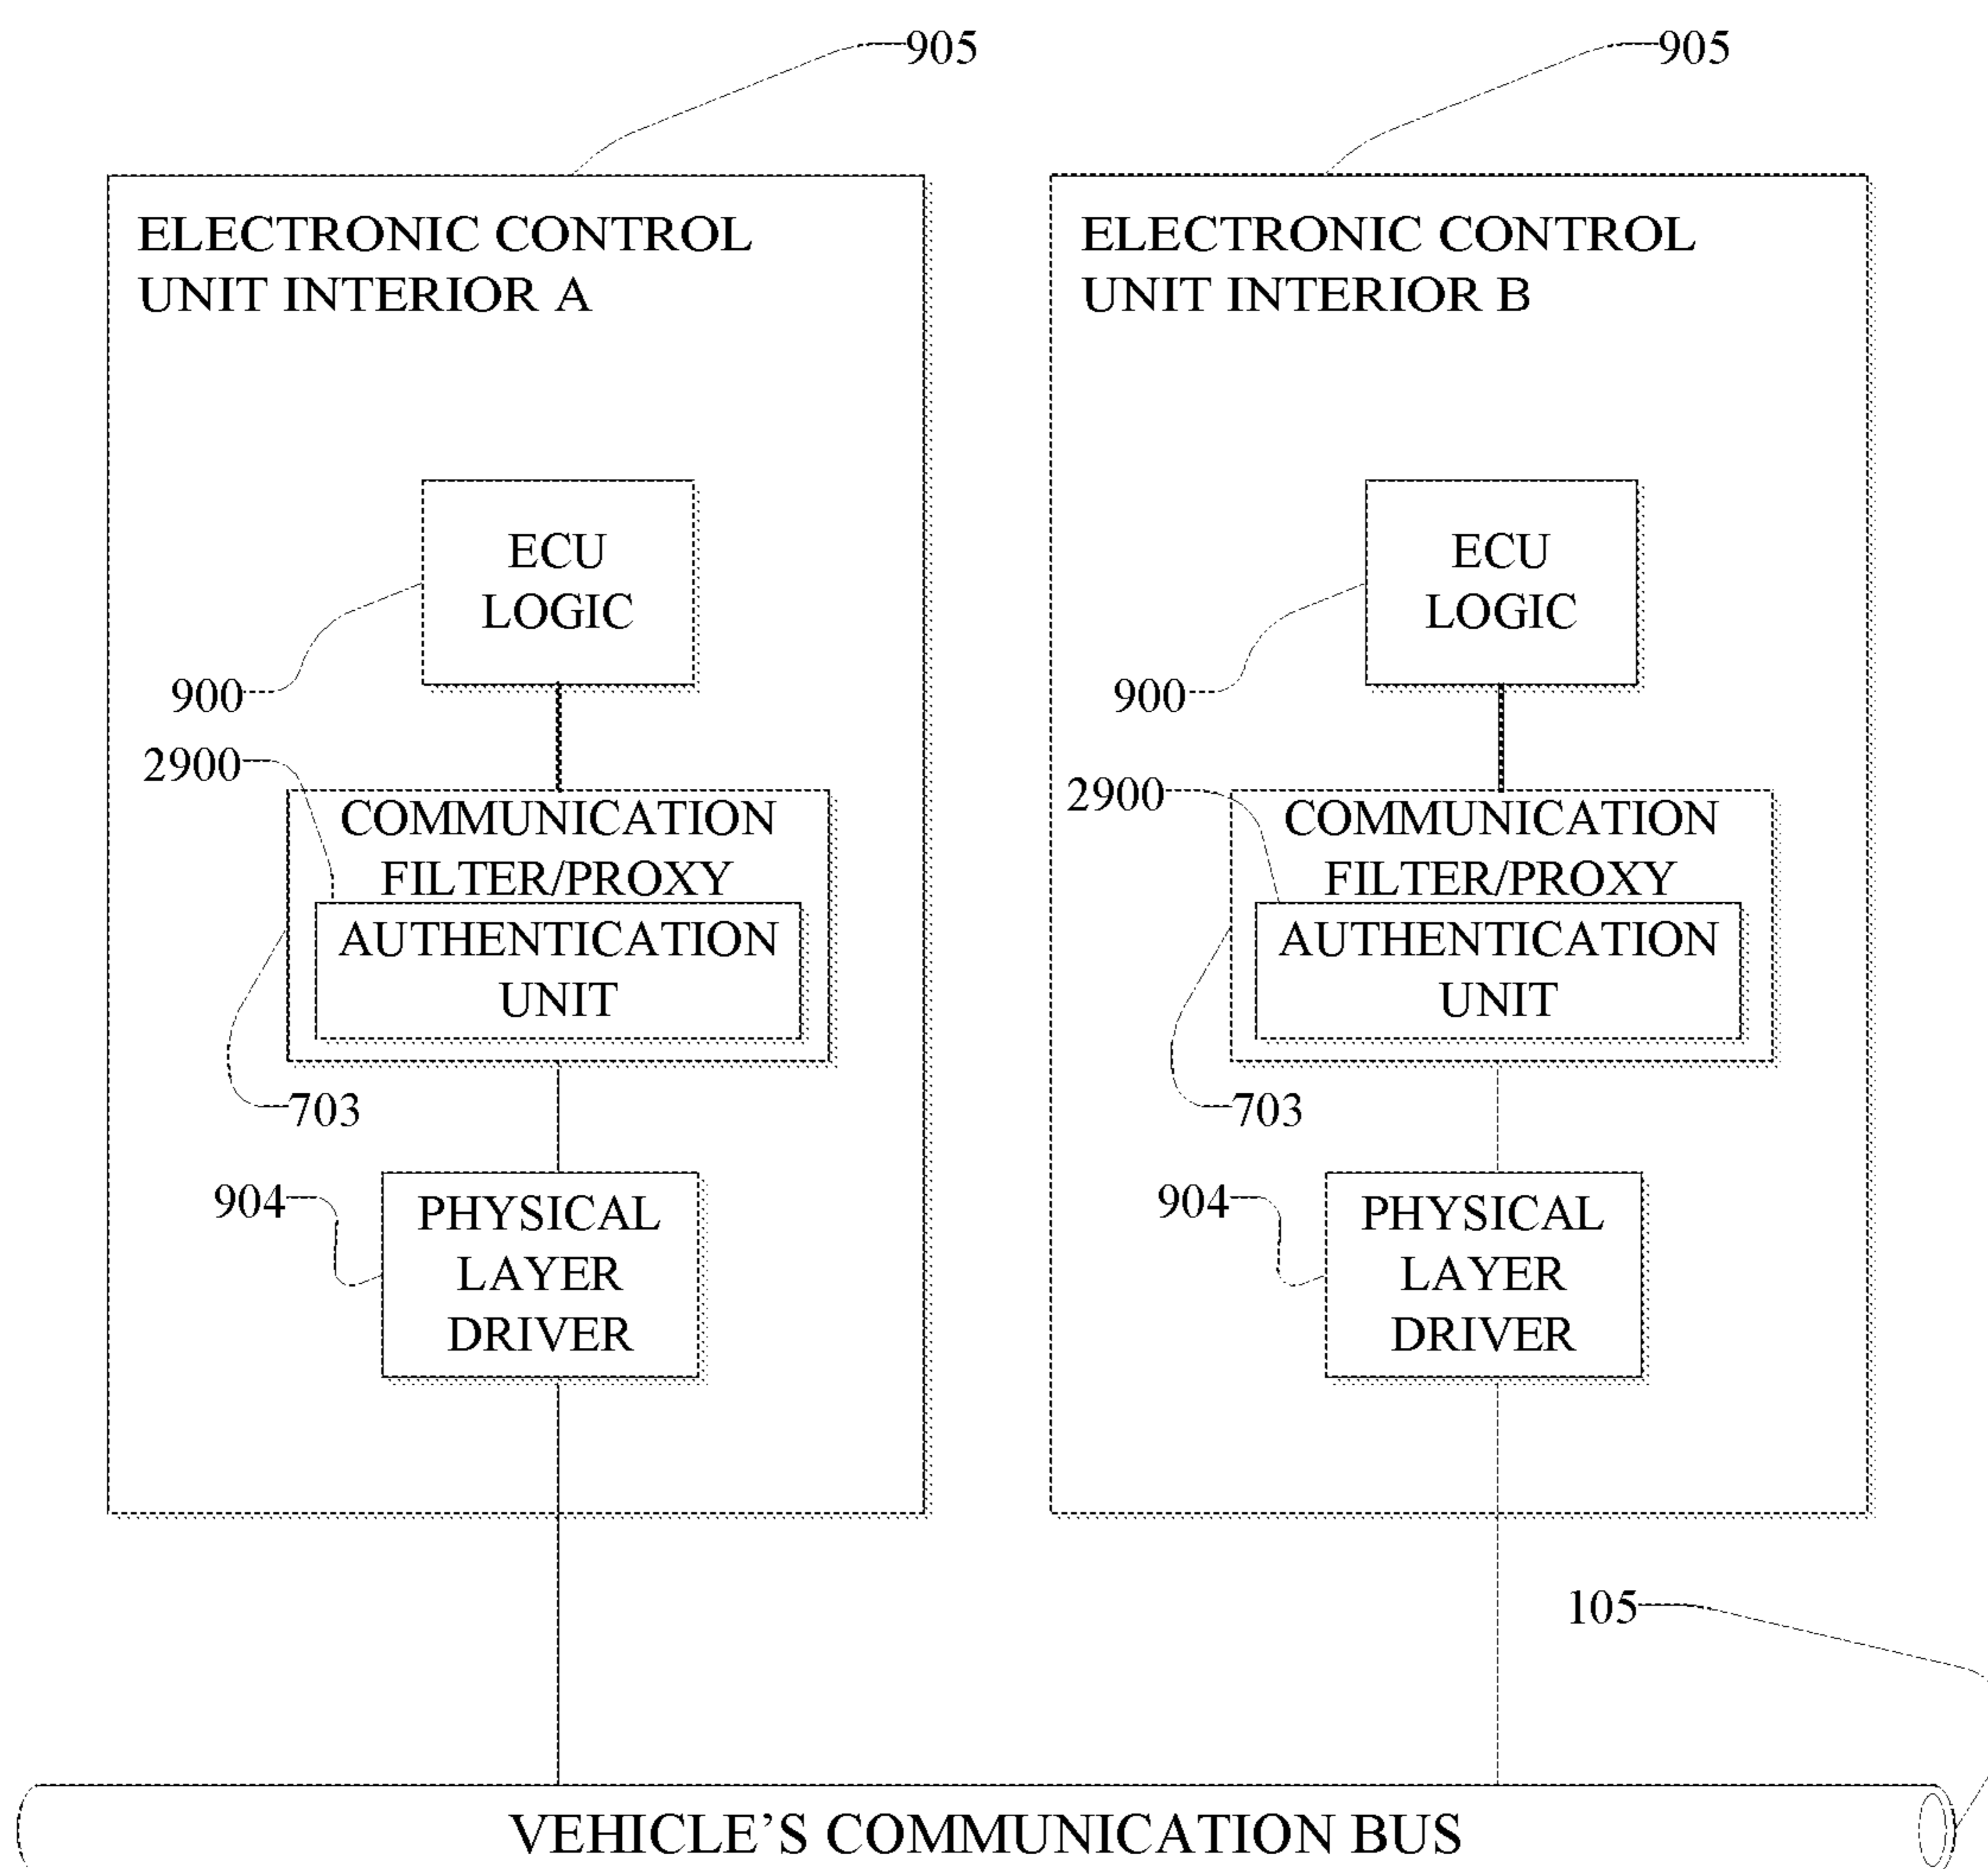 905
905
ELECTRONIC CONTROL
UNIT INTERIOR A
ELECTRONIC CONTROL
UNIT INTERIOR B
ECU
LOGIC
ECU
LOGIC
900
900
2900
2900
COMMUNICATION
FILTER/PROXY
AUTHENTICATION
UNIT
COMMUNICATION
FILTER/PROXY
AUTHENTICATION
UNIT
703
703
904
904
PHYSICAL
LAYER
DRIVER
PHYSICAL
LAYER
DRIVER
105
VEHICLE’S COMMUNICATION BUS